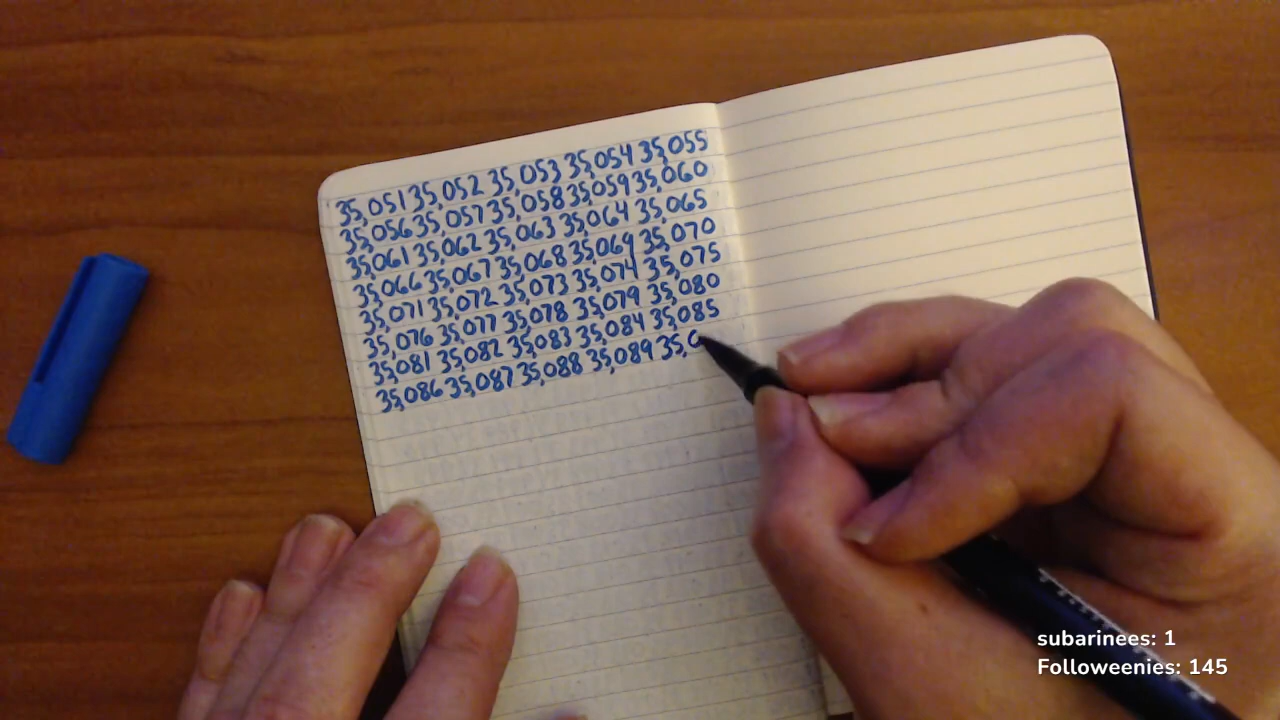 35,051 35,052 35,053 35,054 35,055
35,056 35,057 35,058 35,059 35,060
35,061 35,062 35,063 35,064 35,065
35,066 35,067 35,068 35,069 35,070
35,071 35,072 35,073 35,074 35,075
35,076 35,077 35,078 35,079 35,080
35,081 35,082 35,083 35,084 35,085
35,086 35,087 35,088 35,089 35,0
subarinees: 1
Followeenies: 145